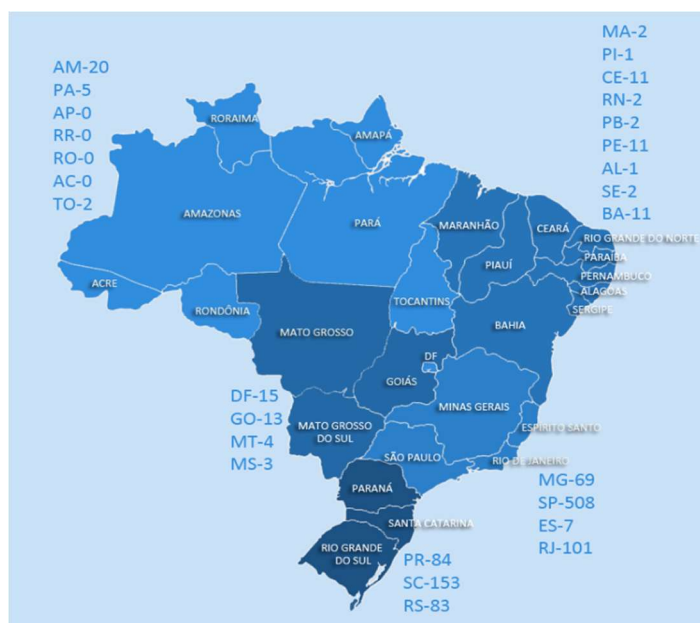 AM-20
PA-5
AP-0
RR-0
RO-0
AC-0
TO-2
MA-2
PI-1
CE-11
RN-2
PB-2
PE-11
AL-1
SE-2
BA-11
RORAIMA
AMAPÁ
AMAZONAS
PARÁ
MARANHÃO
CEARÁ
RIO GRANDE DO NORTE
PARAÍBA
PIAUÍ
PERNAMBUCO
ACRE
ALAGOAS
RONDÔNIA
TOCANTINS
SERGIPE
MATO GROSSO
BAHIA
DF
GOIÁS
MINAS GERAIS
MATO GROSSO
DO SUL
ESPÍRITO SANTO
SÃO PAULO
RIO DE JANEIRO
PARANÁ
SANTA CATARINA
RIO GRANDE
DO SUL
DF-15
GO-13
MT-4
MS-3
MG-69
SP-508
ES-7
RJ-101
PR-84
SC-153
RS-83